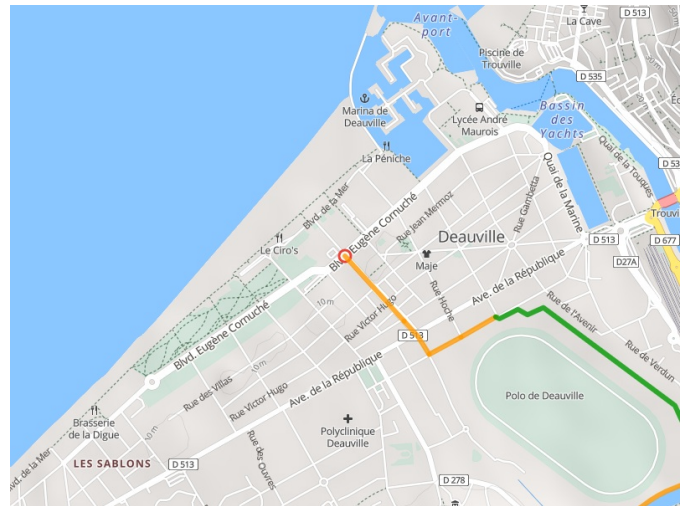 Avant-
port
D 513
La Cave
Piscine de
Trouville
D 535
Marina de
Deauville
Lycée André
Maurois
Bassin
des
Yachts
La Péniche
Quai de la Touques
Blvd. de la Mer
Rue Jean Mermoz
Rue Gambetta
Quai de la Marine
Blvd. Eugène Cornuché
Le Ciro's
Deauville
Maje
D 513
D 677
D27A
10 m
Rue Victor Hugo
Rue Hoche
Ave. de la République
D 513
Rue de l'Avenir
Rue de Verdun
Blvd. Eugène Cornuché
10 m
Rue des Villas
Rue Victor Hugo
Ave. de la République
Polo de Deauville
Brasserie
de la Digue
10 m
Polyclinique
Deauville
Rue des Ouvres
LES SABLONS
D 513
D 278